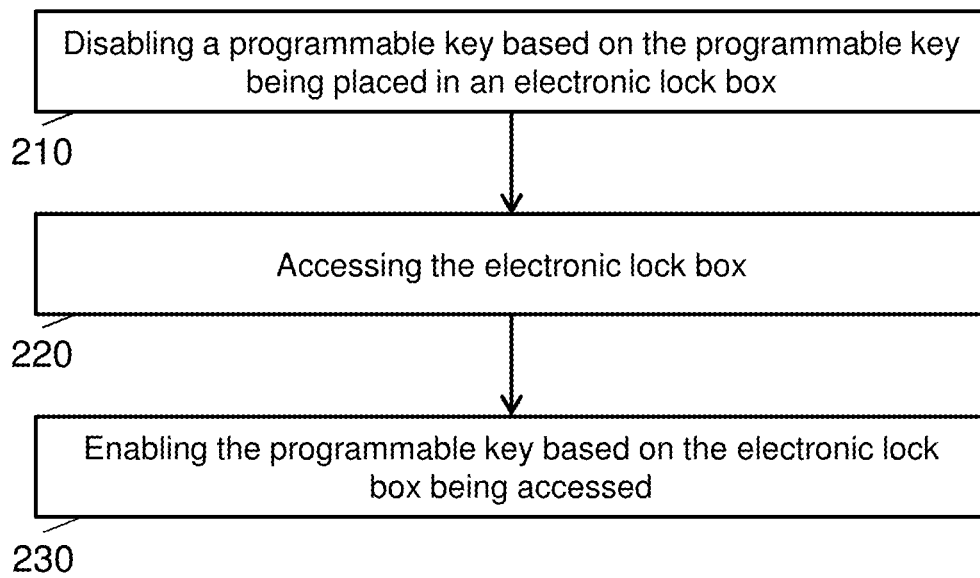 Disabling a programmable key based on the programmable key
being placed in an electronic lock box
210
Accessing the electronic lock box
220
Enabling the programmable key based on the electronic lock
box being accessed
230